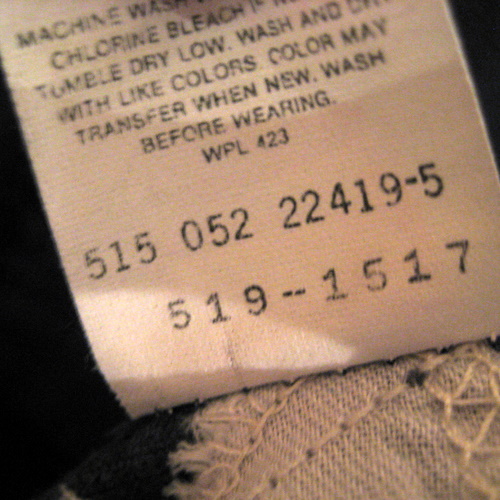 MACHINE WASH
CHLORINE BLEACH IF
TUMBLE DRY LOW. WASH AND DRY
WITH LIKE COLORS. COLOR MAY
TRANSFER WHEN NEW. WASH
BEFORE WEARING.
WPL 423
515 052 22419-5
519--1517